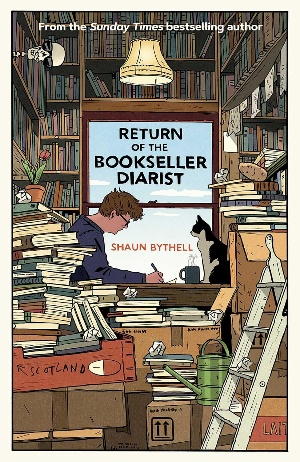 From the Sunday Times bestselling author
RETURN
OF THE
BOOKSELLER
DIARIST
SHAUN BYTHELL
SCOTLAND